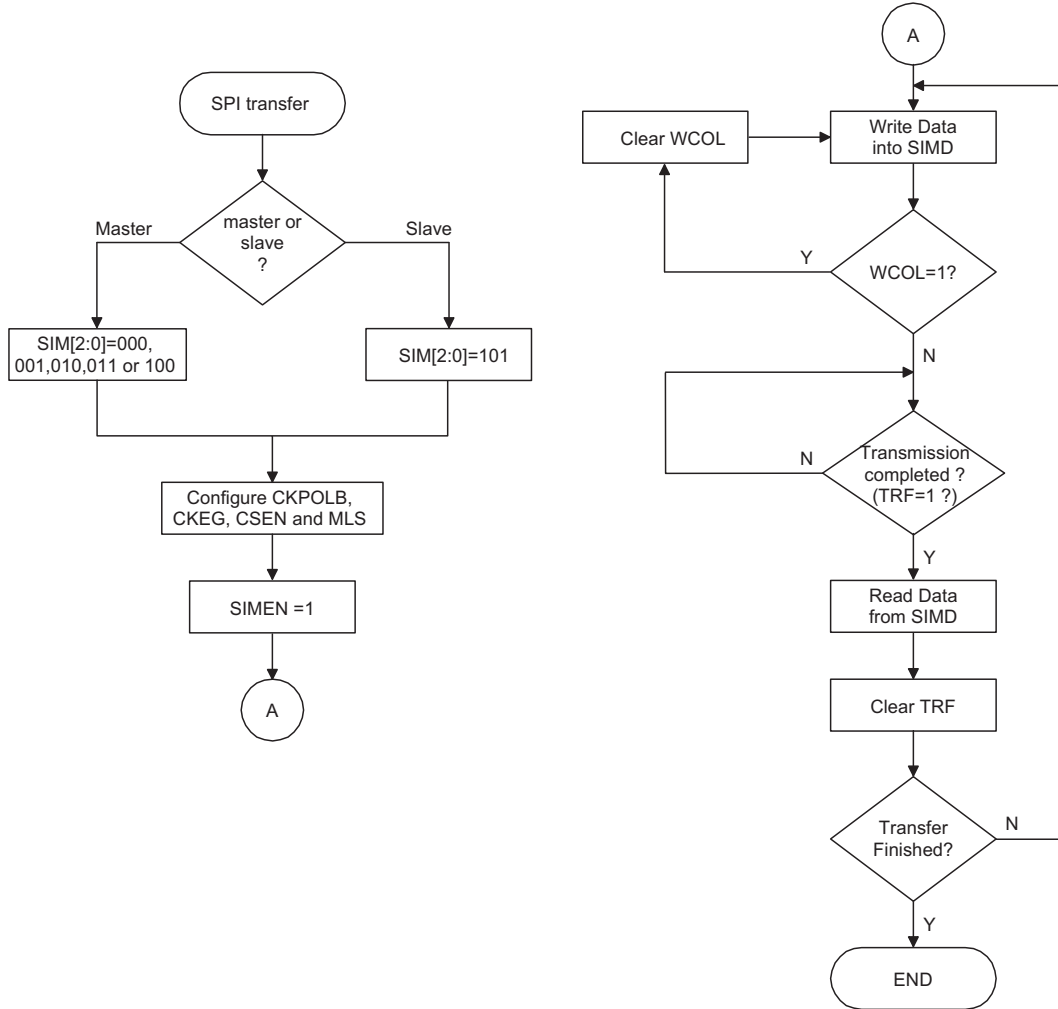 SPI transfer
master or
slave
?
Master
Slave
SIM[2:0]=000,
001,010,011 or 100
SIM[2:0]=101
Configure CKPOLB,
CKEG, CSEN and MLS
SIMEN =1
A
A
Write Data
into SIMD
Clear WCOL
WCOL=1?
Y
N
Transmission
completed ?
(TRF=1 ?)
N
Y
Read Data
from SIMD
Clear TRF
Transfer
Finished?
N
Y
END